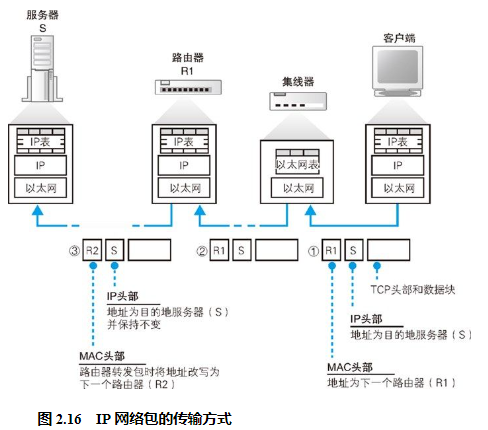 服务器
S
路由器
R1
集线器
客户端
IP表
IP
以太网
IP表
IP
以太网
以太网表
以太网
IP表
IP
以太网
③ R2 S
② R1 S
① R1 S
TCP头部和数据块
IP头部
地址为目的地服务器（S）
并保持不变
IP头部
地址为目的地服务器（S）
MAC头部
路由器转发包时将地址改写为
下一个路由器（R2）
MAC头部
地址为下一个路由器（R1）
图 2.16 IP 网络包的传输方式